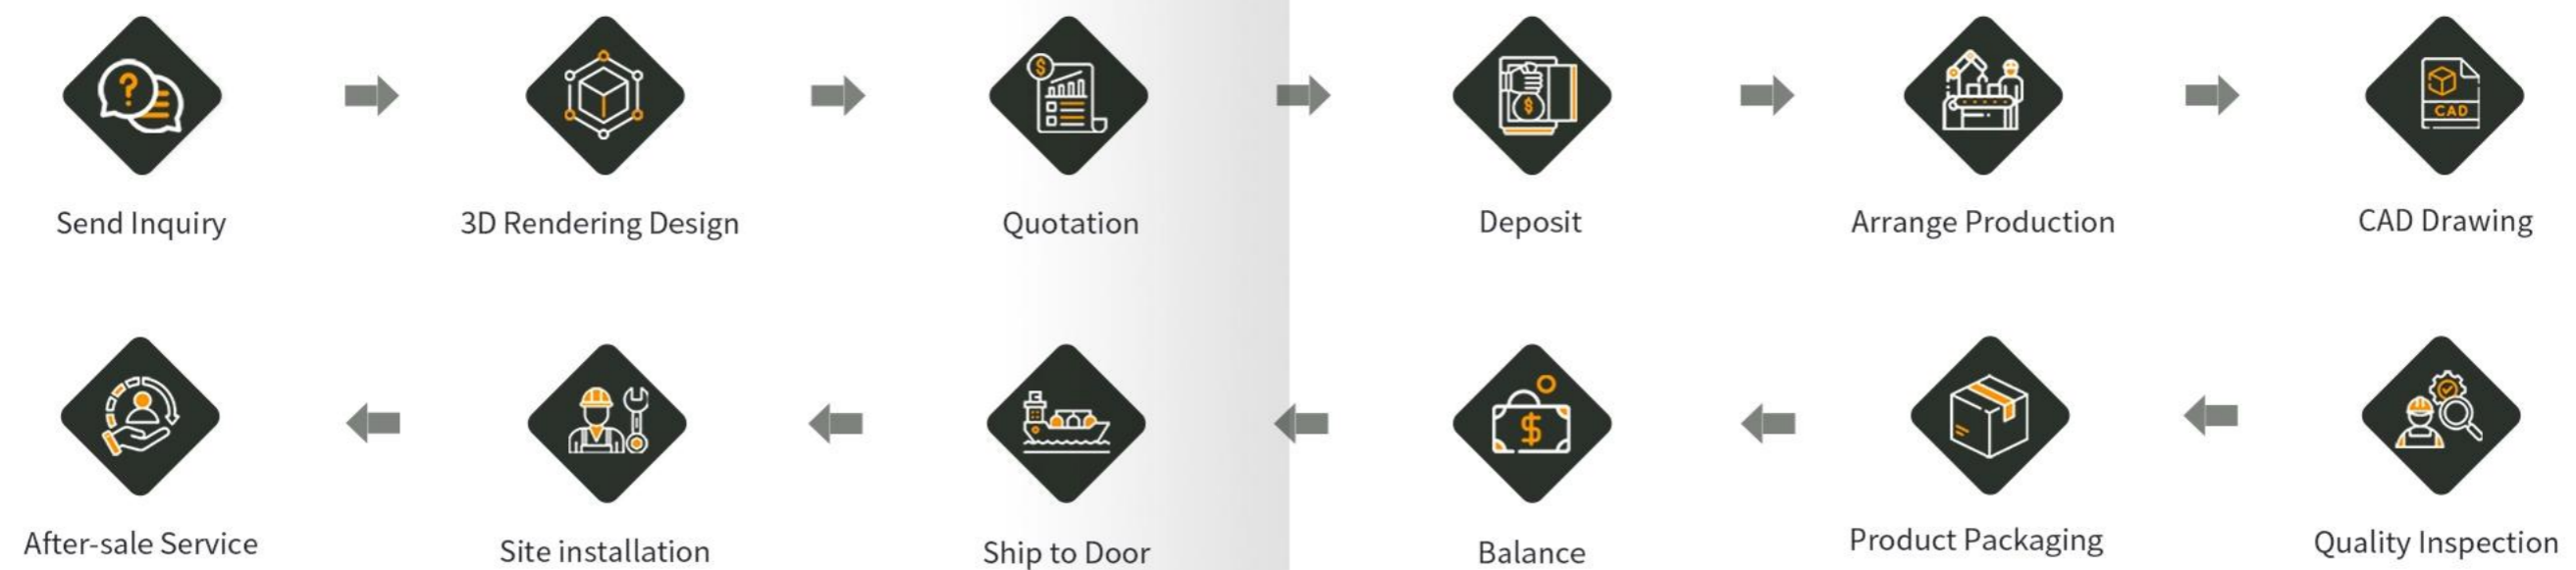 ?
$
$
CAD
Send Inquiry
3D Rendering Design
Quotation
Deposit
Arrange Production
CAD Drawing
$
After-sale Service
Site installation
Ship to Door
Balance
Product Packaging
Quality Inspection